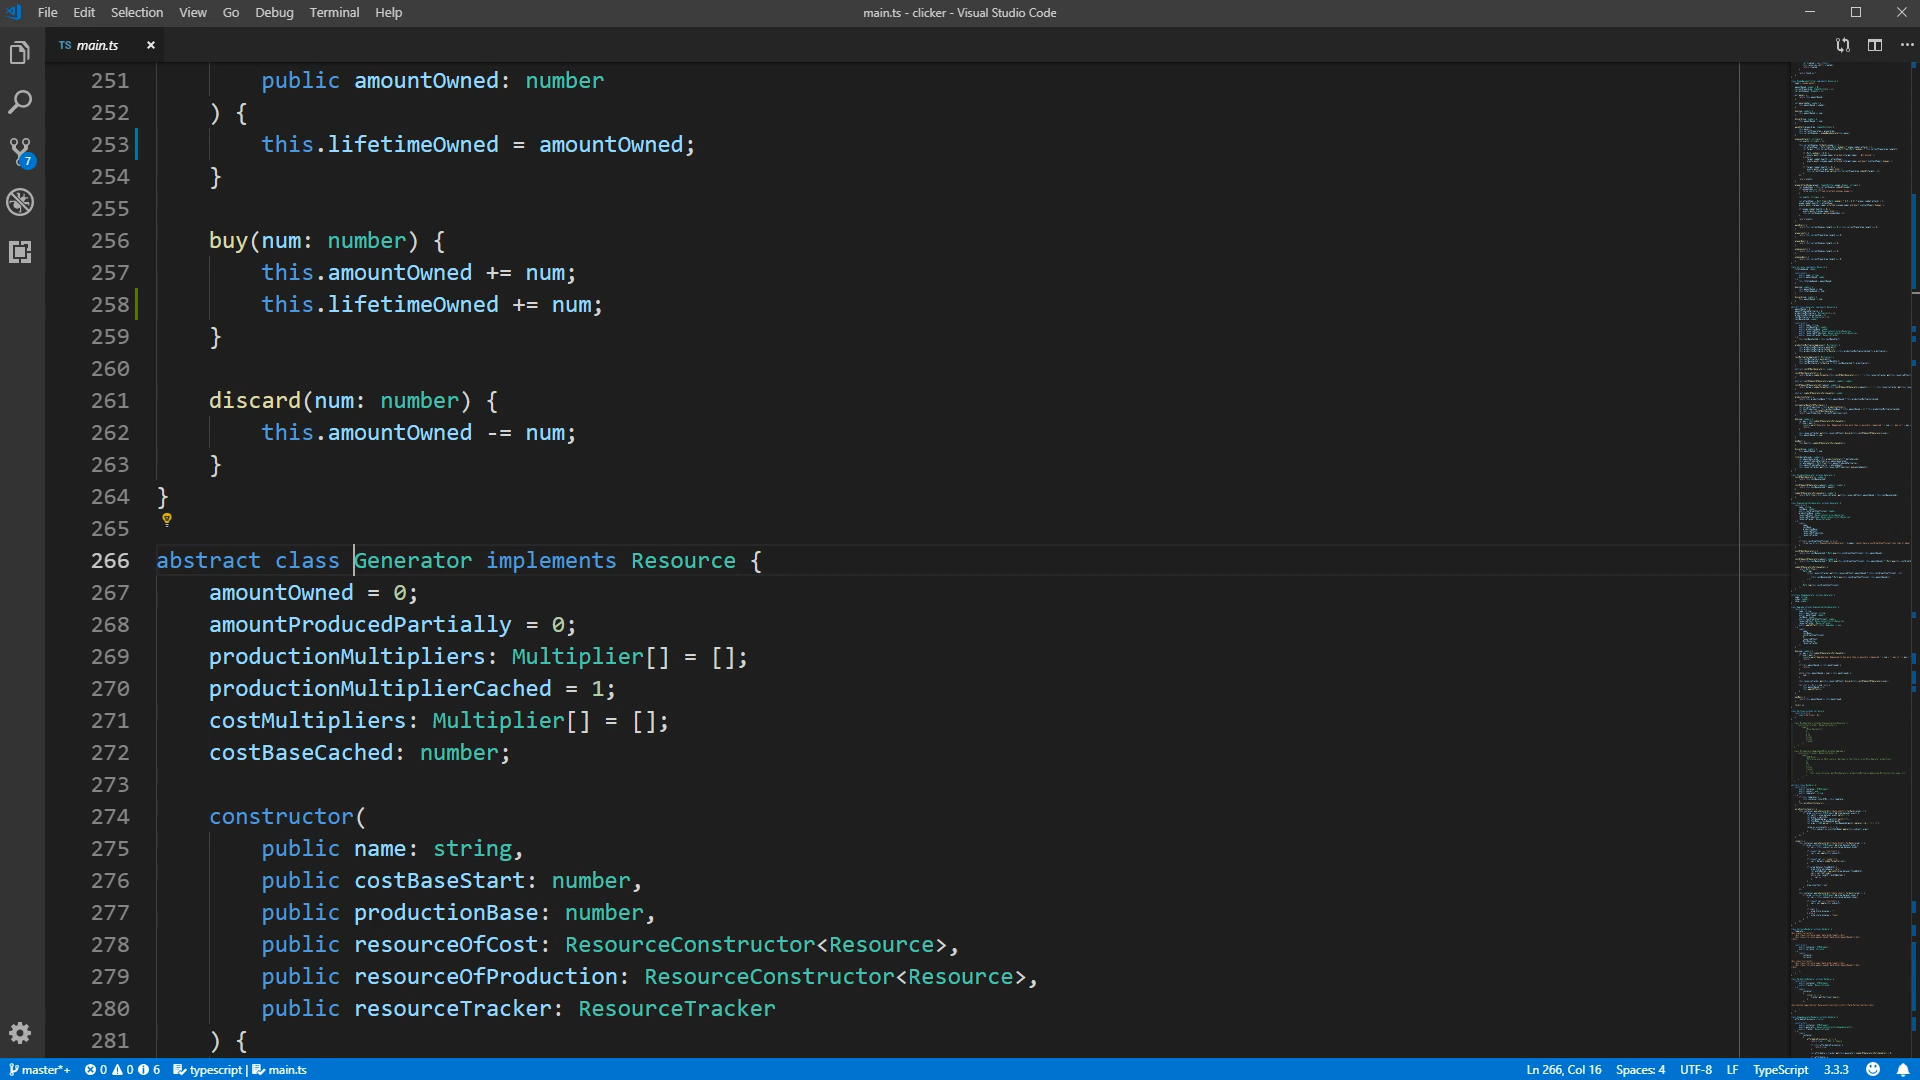 File Edit Selection View Go Debug Terminal Help
main.ts - clicker - Visual Studio Code
TS main.ts ×
251 public amountOwned: number
252 ) {
253 this.lifetimeOwned = amountOwned;
254 }
255
256 buy(num: number) {
257 this.amountOwned += num;
258 this.lifetimeOwned += num;
259 }
260
261 discard(num: number) {
262 this.amountOwned -= num;
263 }
264 }
265
266 abstract class Generator implements Resource {
267 amountOwned = 0;
268 amountProducedPartially = 0;
269 productionMultipliers: Multiplier[] = [];
270 productionMultiplierCached = 1;
271 costMultipliers: Multiplier[] = [];
272 costBaseCached: number;
273
274 constructor(
275 public name: string,
276 public costBaseStart: number,
277 public productionBase: number,
278 public resourceOfCost: ResourceConstructor<Resource>,
279 public resourceOfProduction: ResourceConstructor<Resource>,
280 public resourceTracker: ResourceTracker
281 ) {
7
master*+ 0 0 6 typescript | main.ts
Ln 266, Col 16 Spaces: 4 UTF-8 LF TypeScript 3.3.3